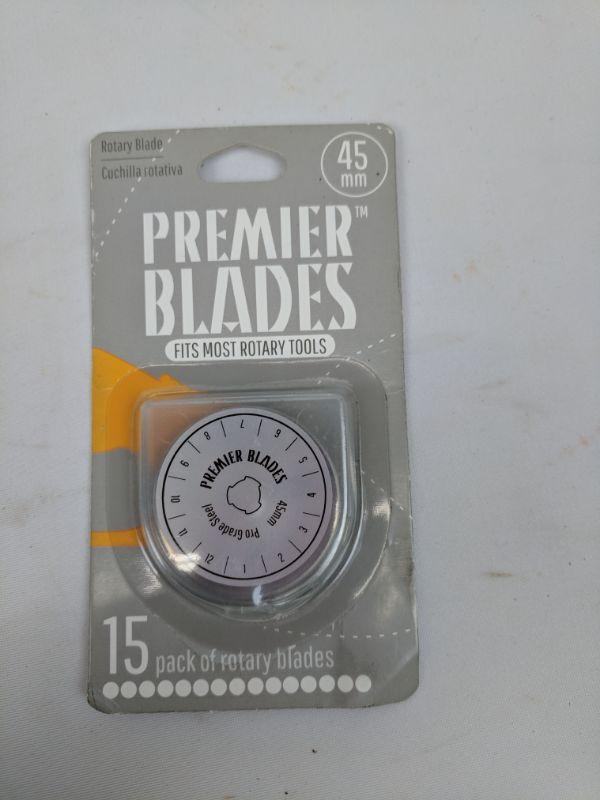 Rotary Blade
Cuchilla rotativa
45
mm
PREMIER™
BLADES
FITS MOST ROTARY TOOLS
PREMIER BLADES
45mm
Pro Grade Steel
1
2
3
4
5
6
7
8
9
10
11
12
15 pack of rotary blades